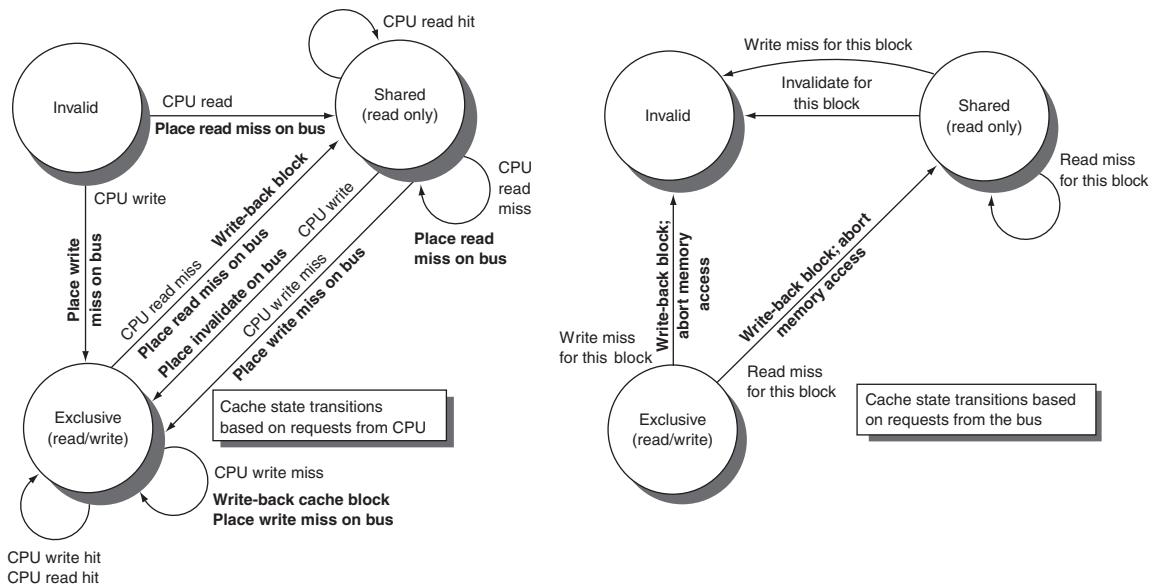 CPU read hit
Invalid
CPU read
Place read miss on bus
Shared
(read only)
CPU write
Place write
miss on bus
CPU read miss
Write-back block
Place read miss on bus
CPU write
Place invalidate on bus
CPU write miss
Place write miss on bus
CPU
read
miss
Place read
miss on bus
Exclusive
(read/write)
Cache state transitions
based on requests from CPU
CPU write miss
Write-back cache block
Place write miss on bus
CPU write hit
CPU read hit
Write miss for this block
Invalidate for
this block
Invalid
Shared
(read only)
Read miss
for this block
Write-back block;
abort memory
access
Write-back block; abort
memory access
Write miss
for this block
Read miss
for this block
Exclusive
(read/write)
Cache state transitions based
on requests from the bus